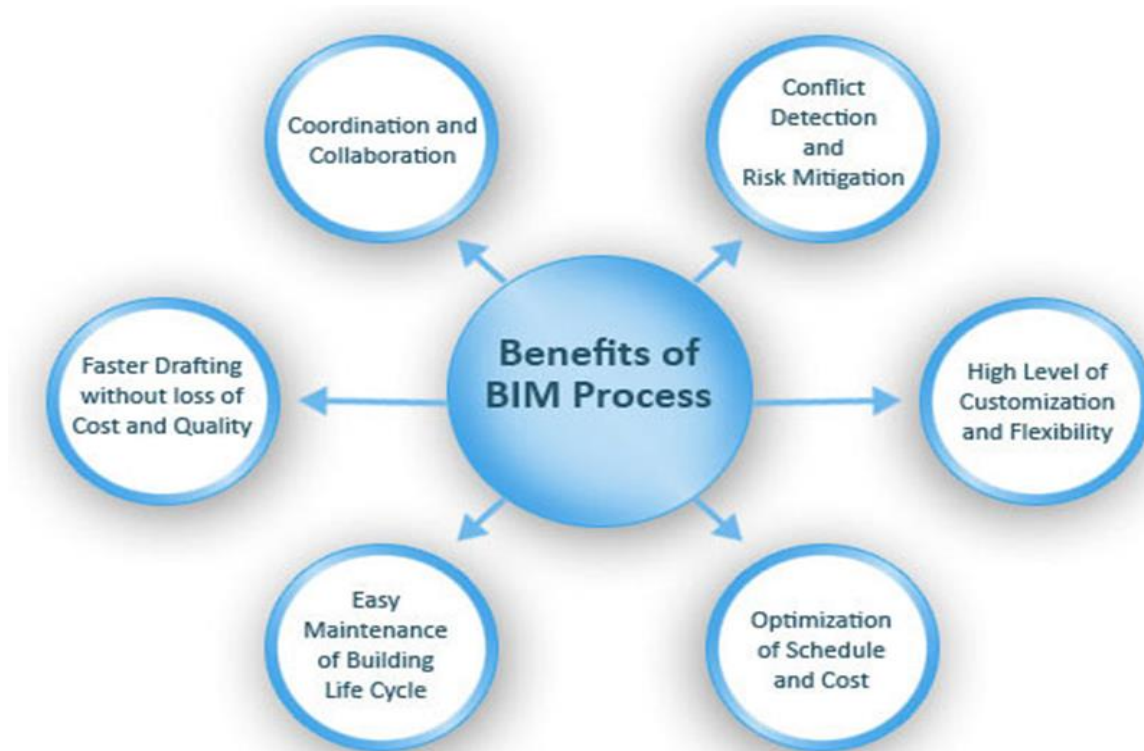 Coordination and
Collaboration
Conflict
Detection
and
Risk Mitigation
Benefits of
BIM Process
Faster Drafting
without loss of
Cost and Quality
High Level of
Customization
and Flexibility
Easy
Maintenance
of Building
Life Cycle
Optimization
of Schedule
and Cost